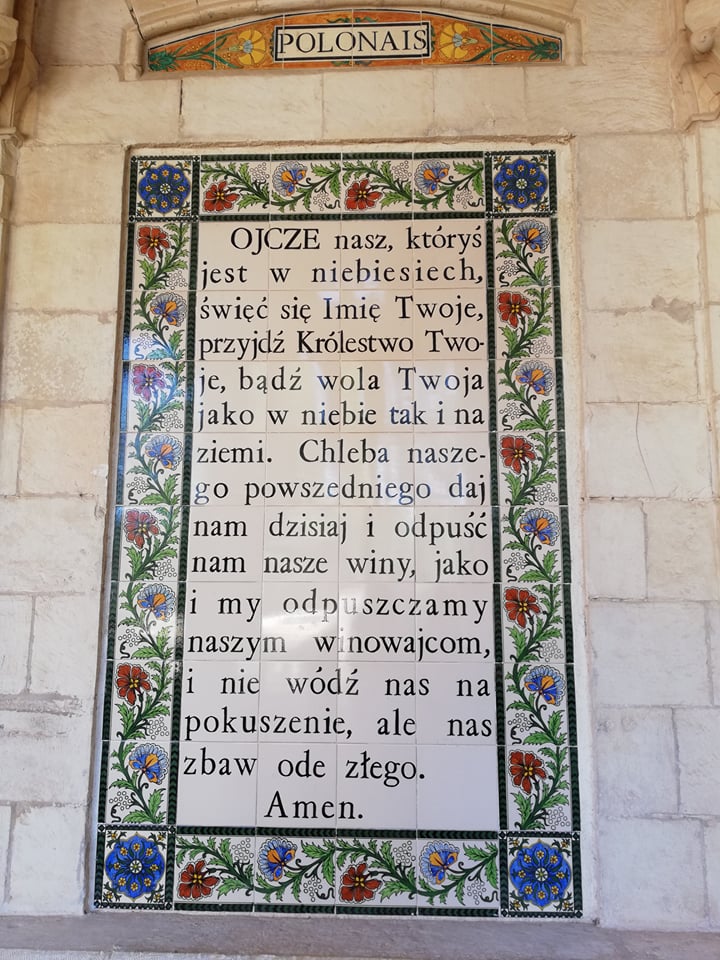 POLONAIS
OJCZE nasz, któryś
jest w niebiesiech,
święć się Imię Twoje,
przyjdź Królestwo Two-
je, bądź wola Twoja
jako w niebie tak i na
ziemi. Chleba nasze-
go powszedniego daj
nam dzisiaj i odpuść
nam nasze winy, jako
i my odpuszczamy
naszym winowajcom,
i nie wódź nas na
pokuszenie, ale nas
zbaw ode złego.
Amen.